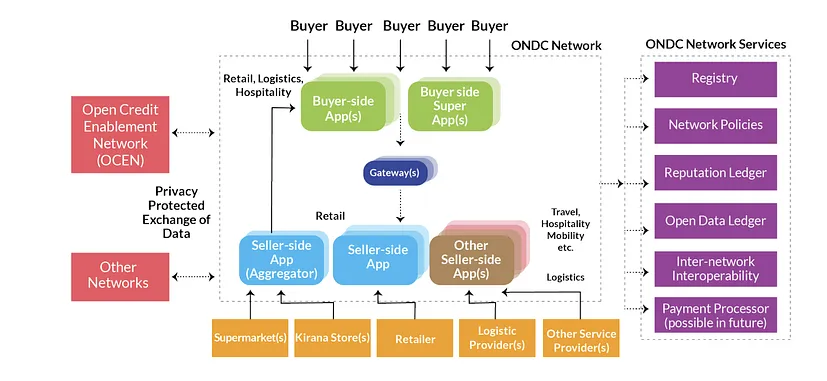 Buyer Buyer Buyer Buyer Buyer
ONDC Network
ONDC Network Services
Retail, Logistics,
Hospitality
Buyer-side
App(s)
Buyer side
Super
App(s)
Registry
Open Credit
Enablement
Network
(OCEN)
Network Policies
Gateway(s)
Reputation Ledger
Privacy
Protected
Exchange of
Data
Retail
Travel,
Hospitality
Mobility
etc.
Open Data Ledger
Seller-side
App
(Aggregator)
Seller-side
App
Other
Seller-side
App(s)
Logistics
Other
Networks
Inter-network
Interoperability
Payment Processor
(possible in future)
Supermarket(s)
Kirana Store(s)
Retailer
Logistic
Provider(s)
Other Service
Provider(s)